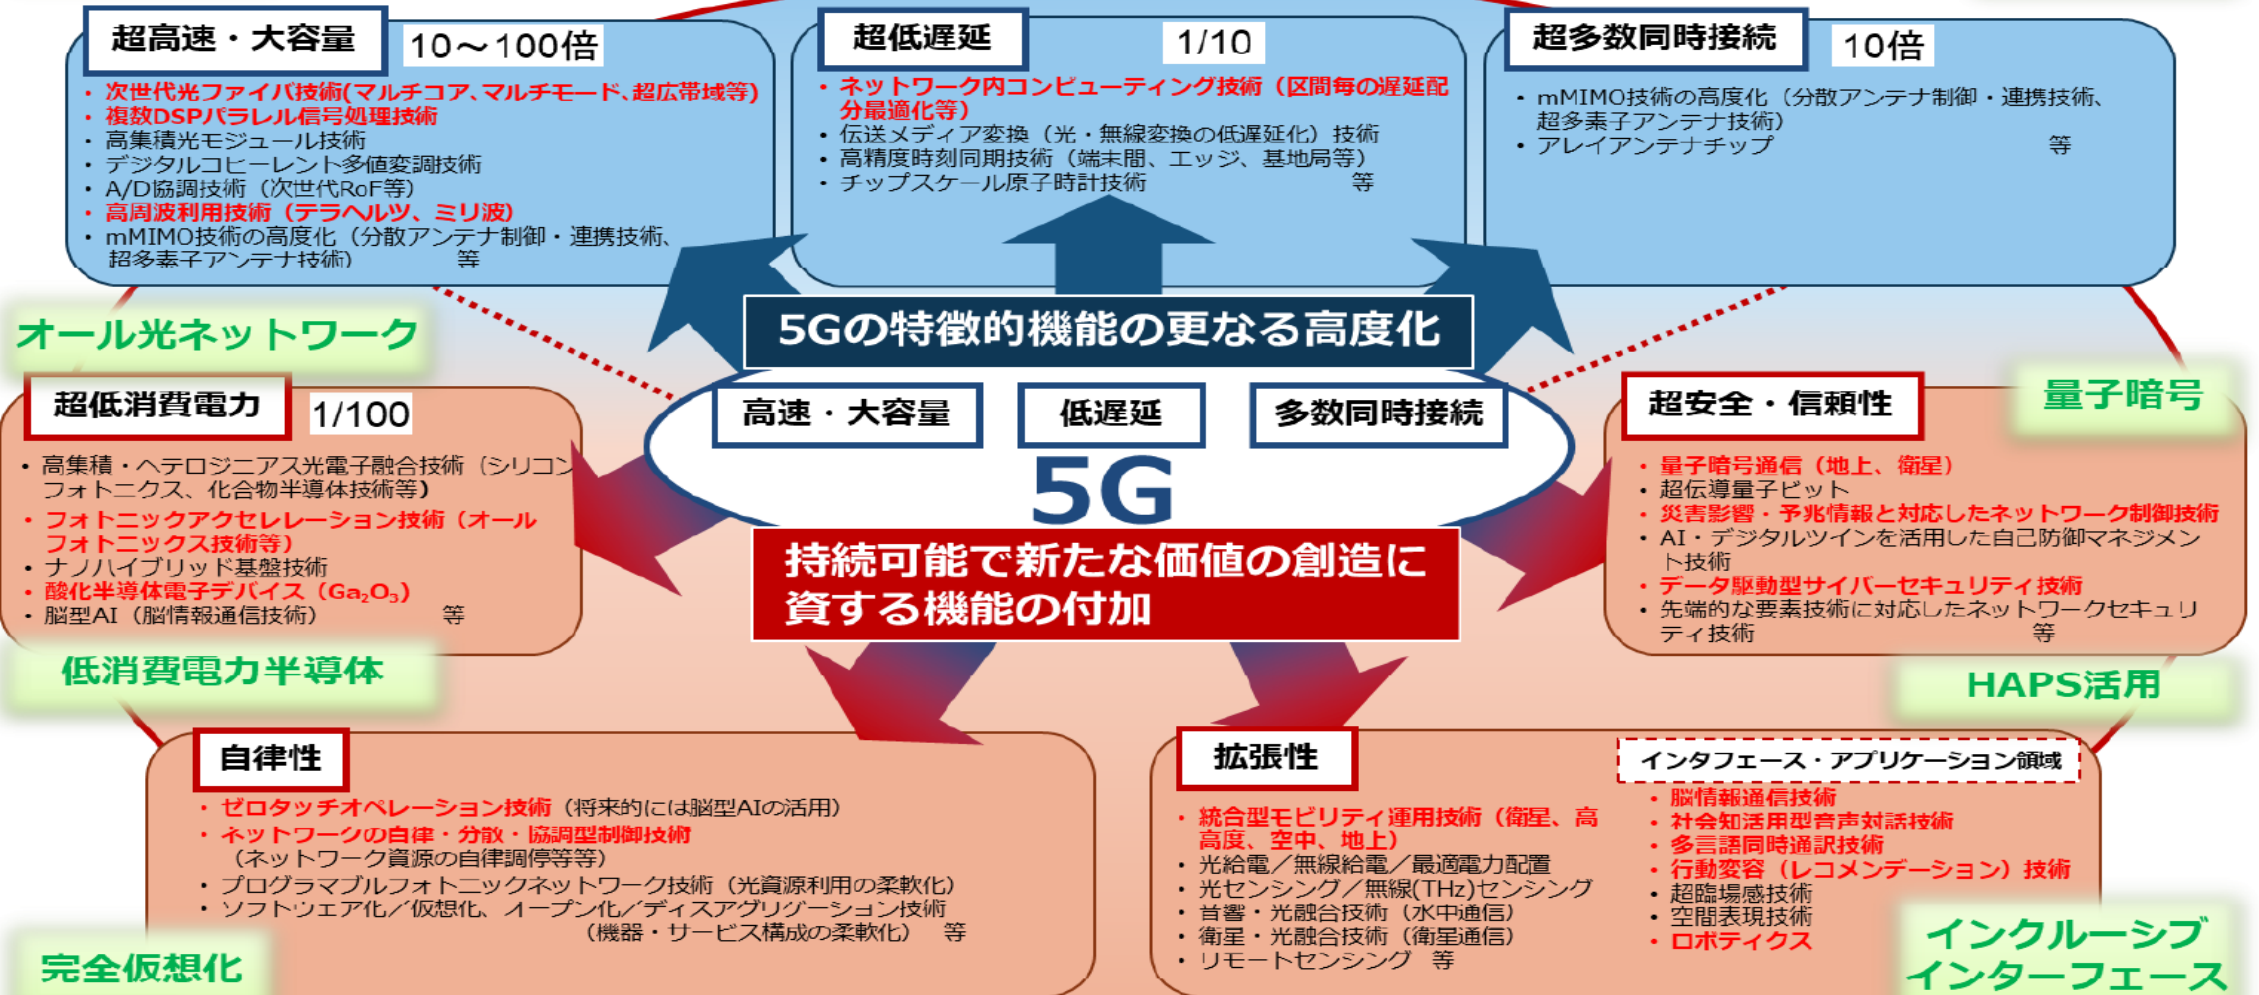 超高速・大容量
10～100倍
・次世代光ファイバ技術(マルチコア、マルチモード、超広帯域等)
・複数DSPパラレル信号処理技術
・高集積光モジュール技術
・デジタルコヒーレント多値変調技術
・A/D協調技術（次世代RoF等）
・高周波利用技術（テラヘルツ、ミリ波）
・mMIMO技術の高度化（分散アンテナ制御・連携技術、
超多素子アンテナ技術） 等
超低遅延
1/10
・ネットワーク内コンピューティング技術（区間毎の遅延配
分最適化等）
・伝送メディア変換（光・無線変換の低遅延化）技術
・高精度時刻同期技術（端末間、エッジ、基地局等）
・チップスケール原子時計技術 等
超多数同時接続
10倍
・mMIMO技術の高度化（分散アンテナ制御・連携技術、
超多素子アンテナ技術）
・アレイアンテナチップ 等
オール光ネットワーク
5Gの特徴的機能の更なる高度化
高速・大容量
低遅延
多数同時接続
5G
持続可能で新たな価値の創造に
資する機能の付加
超低消費電力
1/100
・高集積・ヘテロジニアス光電子融合技術（シリコン
フォトニクス、化合物半導体技術等）
・フォトニックアクセレレーション技術（オール
フォトニックス技術等）
・ナノハイブリッド基盤技術
・酸化半導体電子デバイス（Ga₂O₃）
・脳型AI（脳情報通信技術） 等
低消費電力半導体
超安全・信頼性
量子暗号
・量子暗号通信（地上、衛星）
・超伝導量子ビット
・災害影響・予兆情報と対応したネットワーク制御技術
・AI・デジタルツインを活用した自己防御マネジメン
ト技術
・データ駆動型サイバーセキュリティ技術
・先端的な要素技術に対応したネットワークセキュリ
ティ技術 等
HAPS活用
自律性
・ゼロタッチオペレーション技術（将来的には脳型AIの活用）
・ネットワークの自律・分散・協調型制御技術
（ネットワーク資源の自律調停等等）
・プログラマブルフォトニックネットワーク技術（光資源利用の柔軟化）
・ソフトウェア化／仮想化、オープン化／ディスアグリゲーション技術
（機器・サービス構成の柔軟化） 等
完全仮想化
拡張性
・統合型モビリティ運用技術（衛星、高
高度、空中、地上）
・光給電／無線給電／最適電力配置
・光センシング／無線(THz)センシング
・音響・光融合技術（水中通信）
・衛星・光融合技術（衛星通信）
・リモートセンシング 等
インタフェース・アプリケーション領域
・脳情報通信技術
・社会知活用型音声対話技術
・多言語同時通訳技術
・行動変容（レコメンデーション）技術
・超臨場感技術
・空間表現技術
・ロボティクス
インクルーシブ
インターフェース